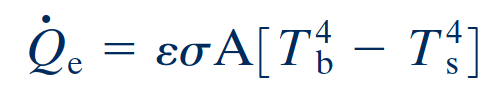 Q̇ₑ = εσA[T_b^4 − T_s^4]